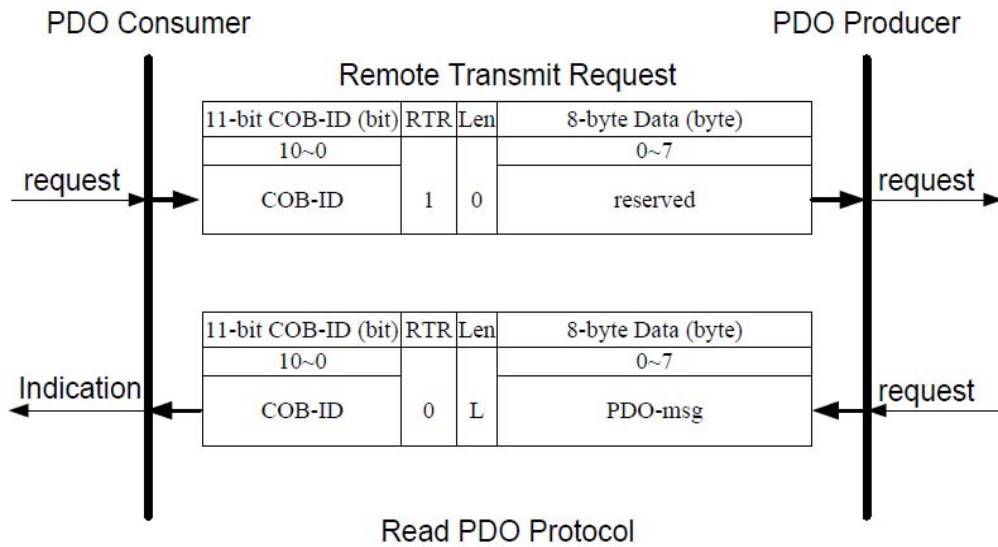 PDO Consumer
PDO Producer
Remote Transmit Request
11-bit COB-ID (bit) RTR Len 8-byte Data (byte)
10~0 0~7
request COB-ID 1 0 reserved request
11-bit COB-ID (bit) RTR Len 8-byte Data (byte)
10~0 0~7
Indication COB-ID 0 L PDO-msg request
Read PDO Protocol